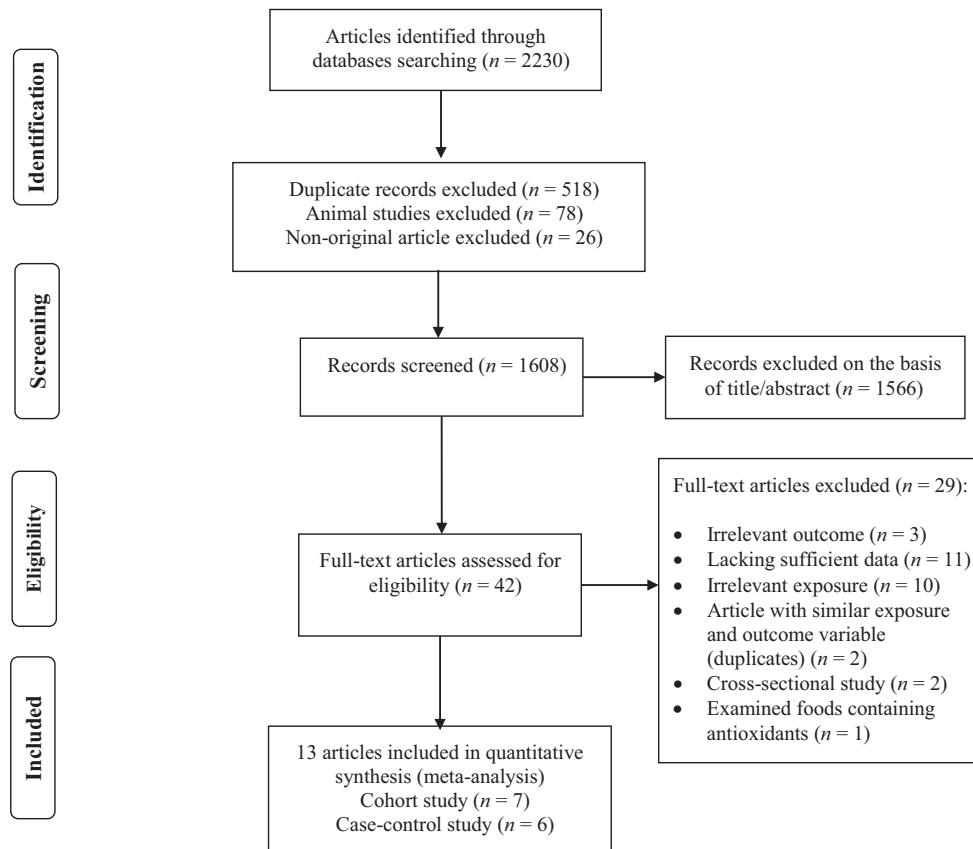 Identification
Articles identified through
databases searching (n = 2230)
Duplicate records excluded (n = 518)
Animal studies excluded (n = 78)
Non-original article excluded (n = 26)
Screening
Records screened (n = 1608)
Records excluded on the basis
of title/abstract (n = 1566)
Eligibility
Full-text articles assessed for
eligibility (n = 42)
Full-text articles excluded (n = 29):
• Irrelevant outcome (n = 3)
• Lacking sufficient data (n = 11)
• Irrelevant exposure (n = 10)
• Article with similar exposure
and outcome variable
(duplicates) (n = 2)
• Cross-sectional study (n = 2)
• Examined foods containing
antioxidants (n = 1)
Included
13 articles included in quantitative
synthesis (meta-analysis)
Cohort study (n = 7)
Case-control study (n = 6)